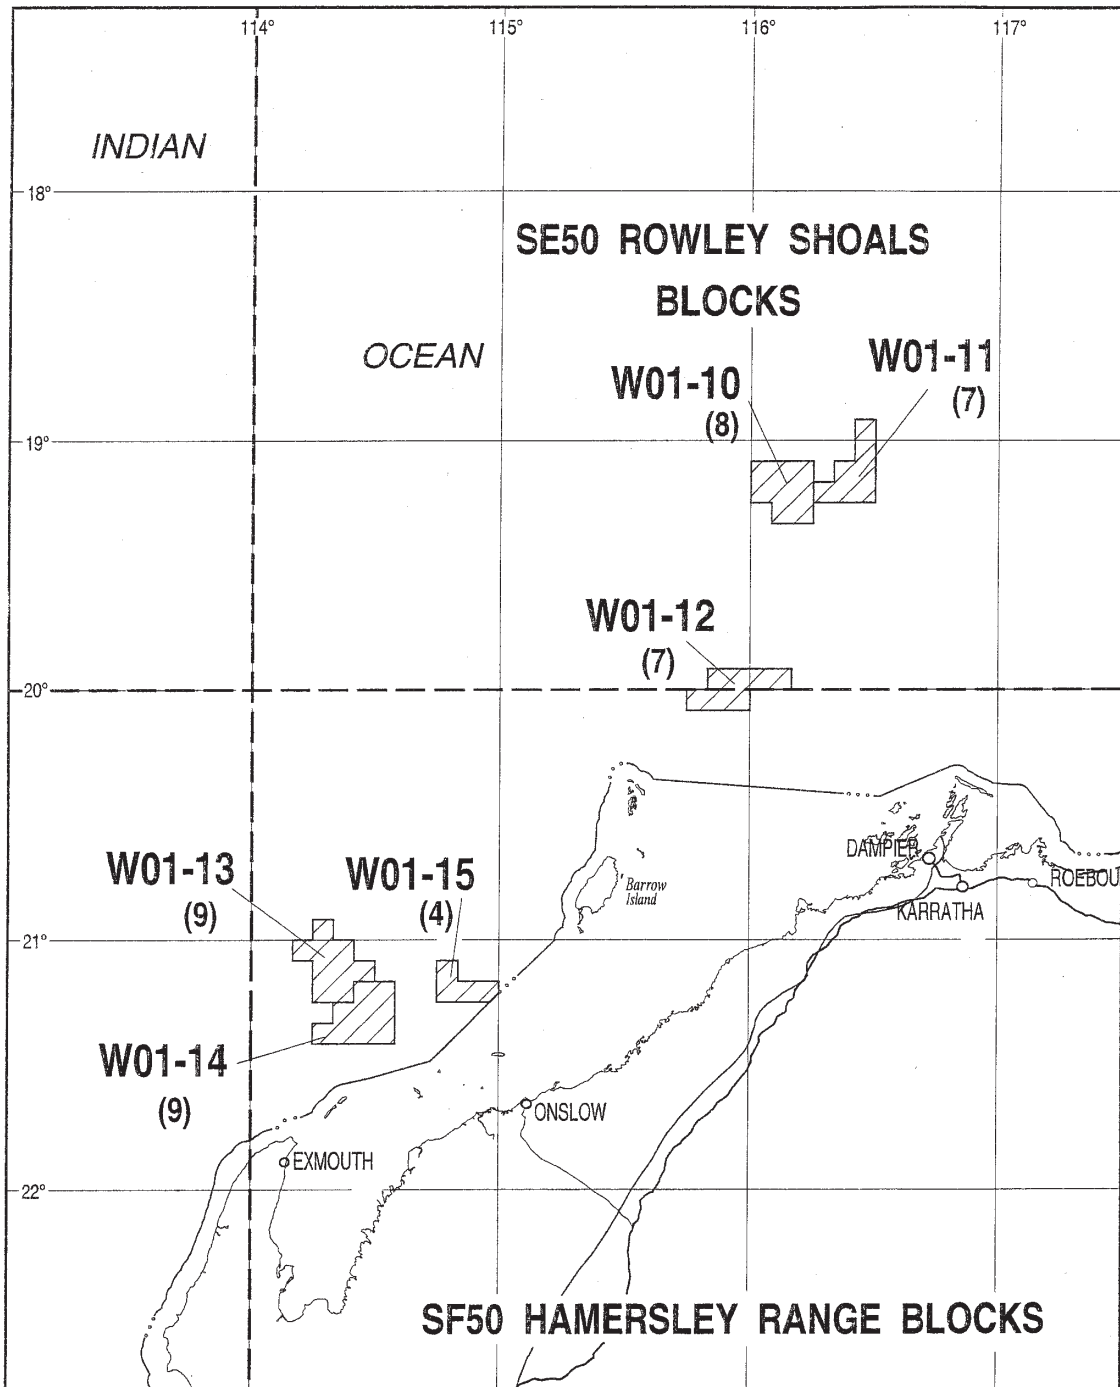 114° 115° 116° 117°
INDIAN
18°
SE50 ROWLEY SHOALS
BLOCKS
OCEAN
W01-11
(7)
W01-10
(8)
19°
W01-12
(7)
20°
DAMPIER
ROEBOU
KARRATHA
W01-13
(9)
W01-15
(4)
Barrow
Island
21°
W01-14
(9)
ONSLOW
EXMOUTH
22°
SF50 HAMERSLEY RANGE BLOCKS